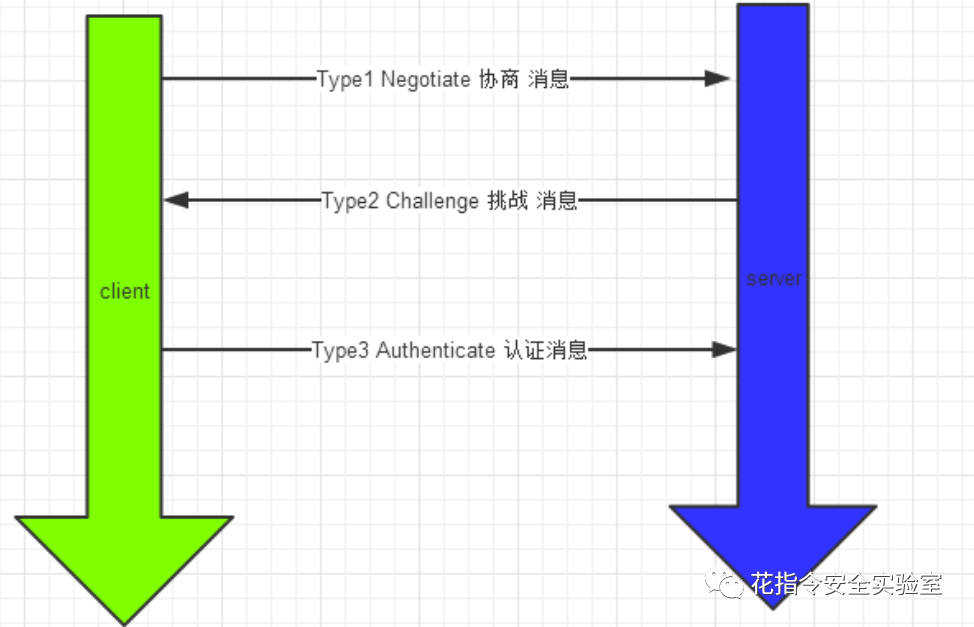 Type1 Negotiate 协商 消息
Type2 Challenge 挑战 消息
client
server
Type3 Authenticate 认证消息
花指令安全实验室